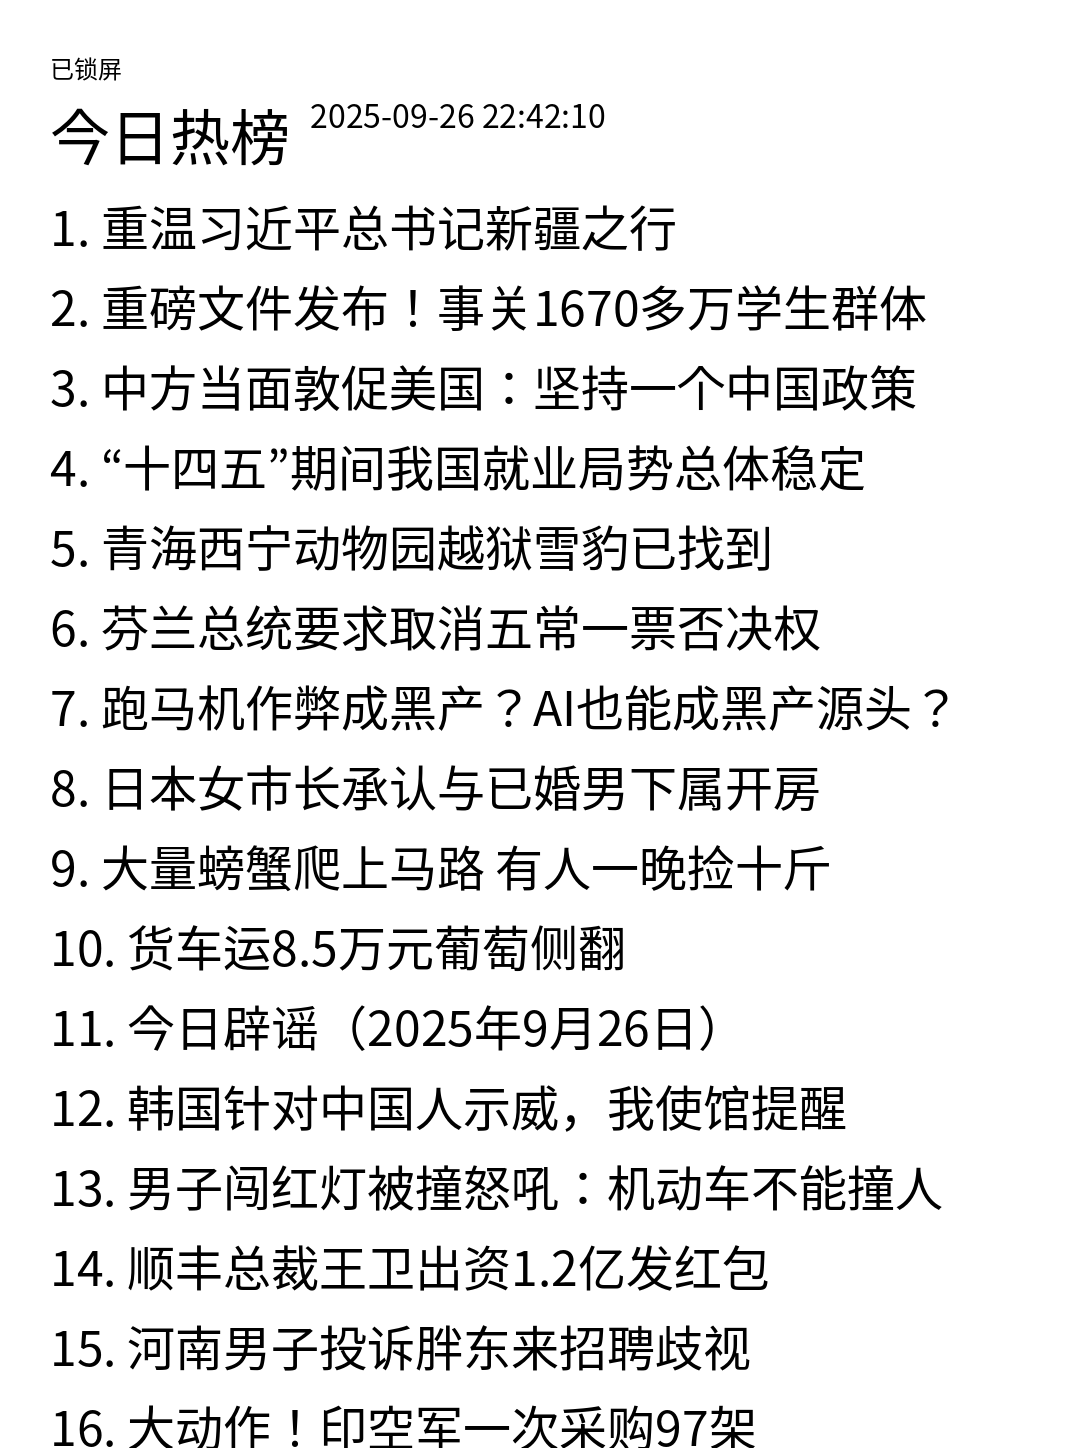 已锁屏
今日热榜 2025-09-26 22:42:10
1. 重温习近平总书记新疆之行
2. 重磅文件发布！事关1670多万学生群体
3. 中方当面敦促美国：坚持一个中国政策
4. “十四五”期间我国就业局势总体稳定
5. 青海西宁动物园越狱雪豹已找到
6. 芬兰总统要求取消五常一票否决权
7. 跑马机作弊成黑产？AI也能成黑产源头？
8. 日本女市长承认与已婚男下属开房
9. 大量螃蟹爬上马路 有人一晚捡十斤
10. 货车运8.5万元葡萄侧翻
11. 今日辟谣（2025年9月26日）
12. 韩国针对中国人示威，我使馆提醒
13. 男子闯红灯被撞怒吼：机动车不能撞人
14. 顺丰总裁王卫出资1.2亿发红包
15. 河南男子投诉胖东来招聘歧视
16. 大动作！印空军一次采购97架